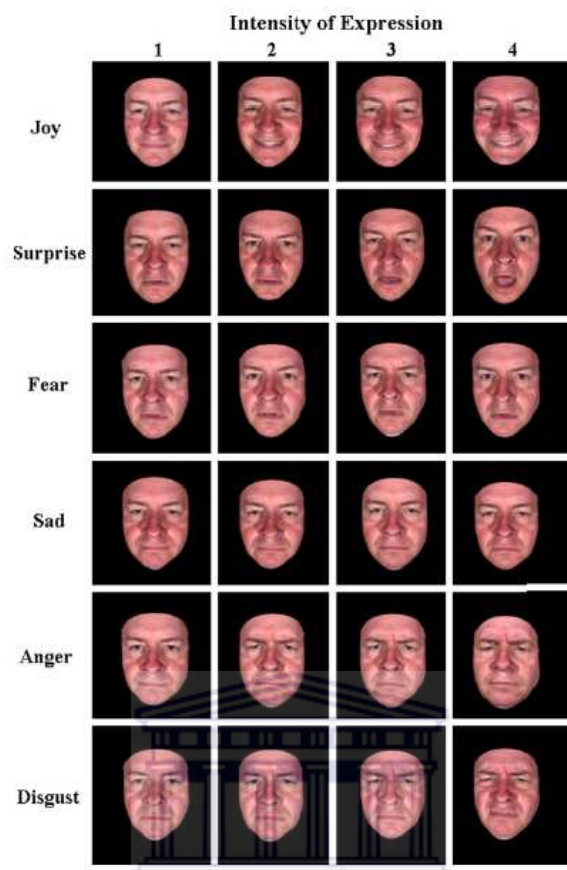 Intensity of Expression
1 2 3 4
Joy
Surprise
Fear
Sad
Anger
Disgust